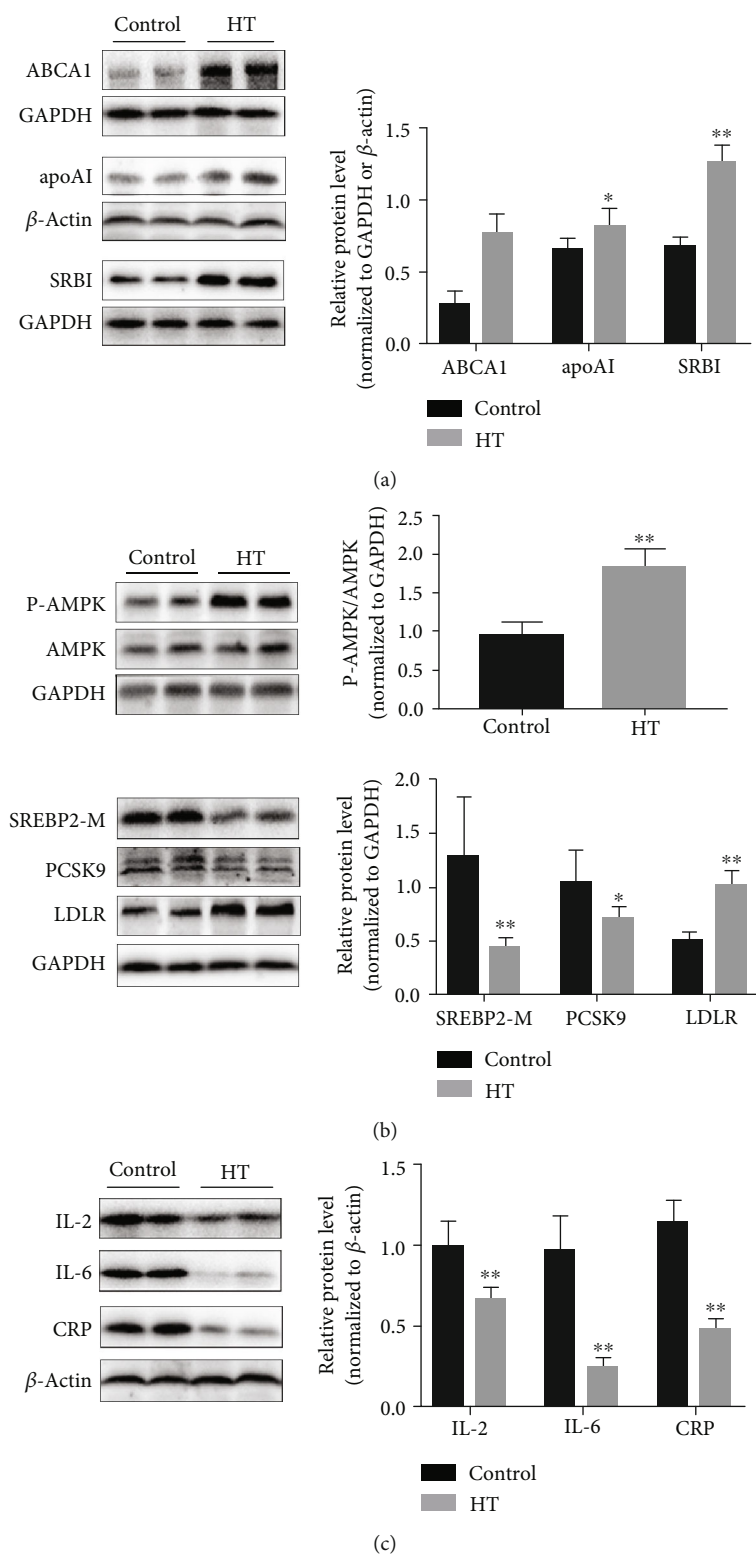 Control HT
ABCA1
GAPDH
apoAI
β-Actin
SRBI
GAPDH
Relative protein level
(normalized to GAPDH or β-actin)
1.5
1.0
0.5
0.0
**
*
ABCA1 apoAI SRBI
Control
HT
(a)
Control HT
P-AMPK
AMPK
GAPDH
P-AMPK/AMPK
(normalized to GAPDH)
2.5
2.0
1.5
1.0
0.5
0.0
**
Control HT
SREBP2-M
PCSK9
LDLR
GAPDH
Relative protein level
(normalized to GAPDH)
2.0
1.5
1.0
0.5
0.0
**
*
**
SREBP2-M PCSK9 LDLR
Control
HT
(b)
Control HT
IL-2
IL-6
CRP
β-Actin
Relative protein level
(normalized to β-actin)
1.5
1.0
0.5
0.0
**
**
**
IL-2 IL-6 CRP
Control
HT
(c)